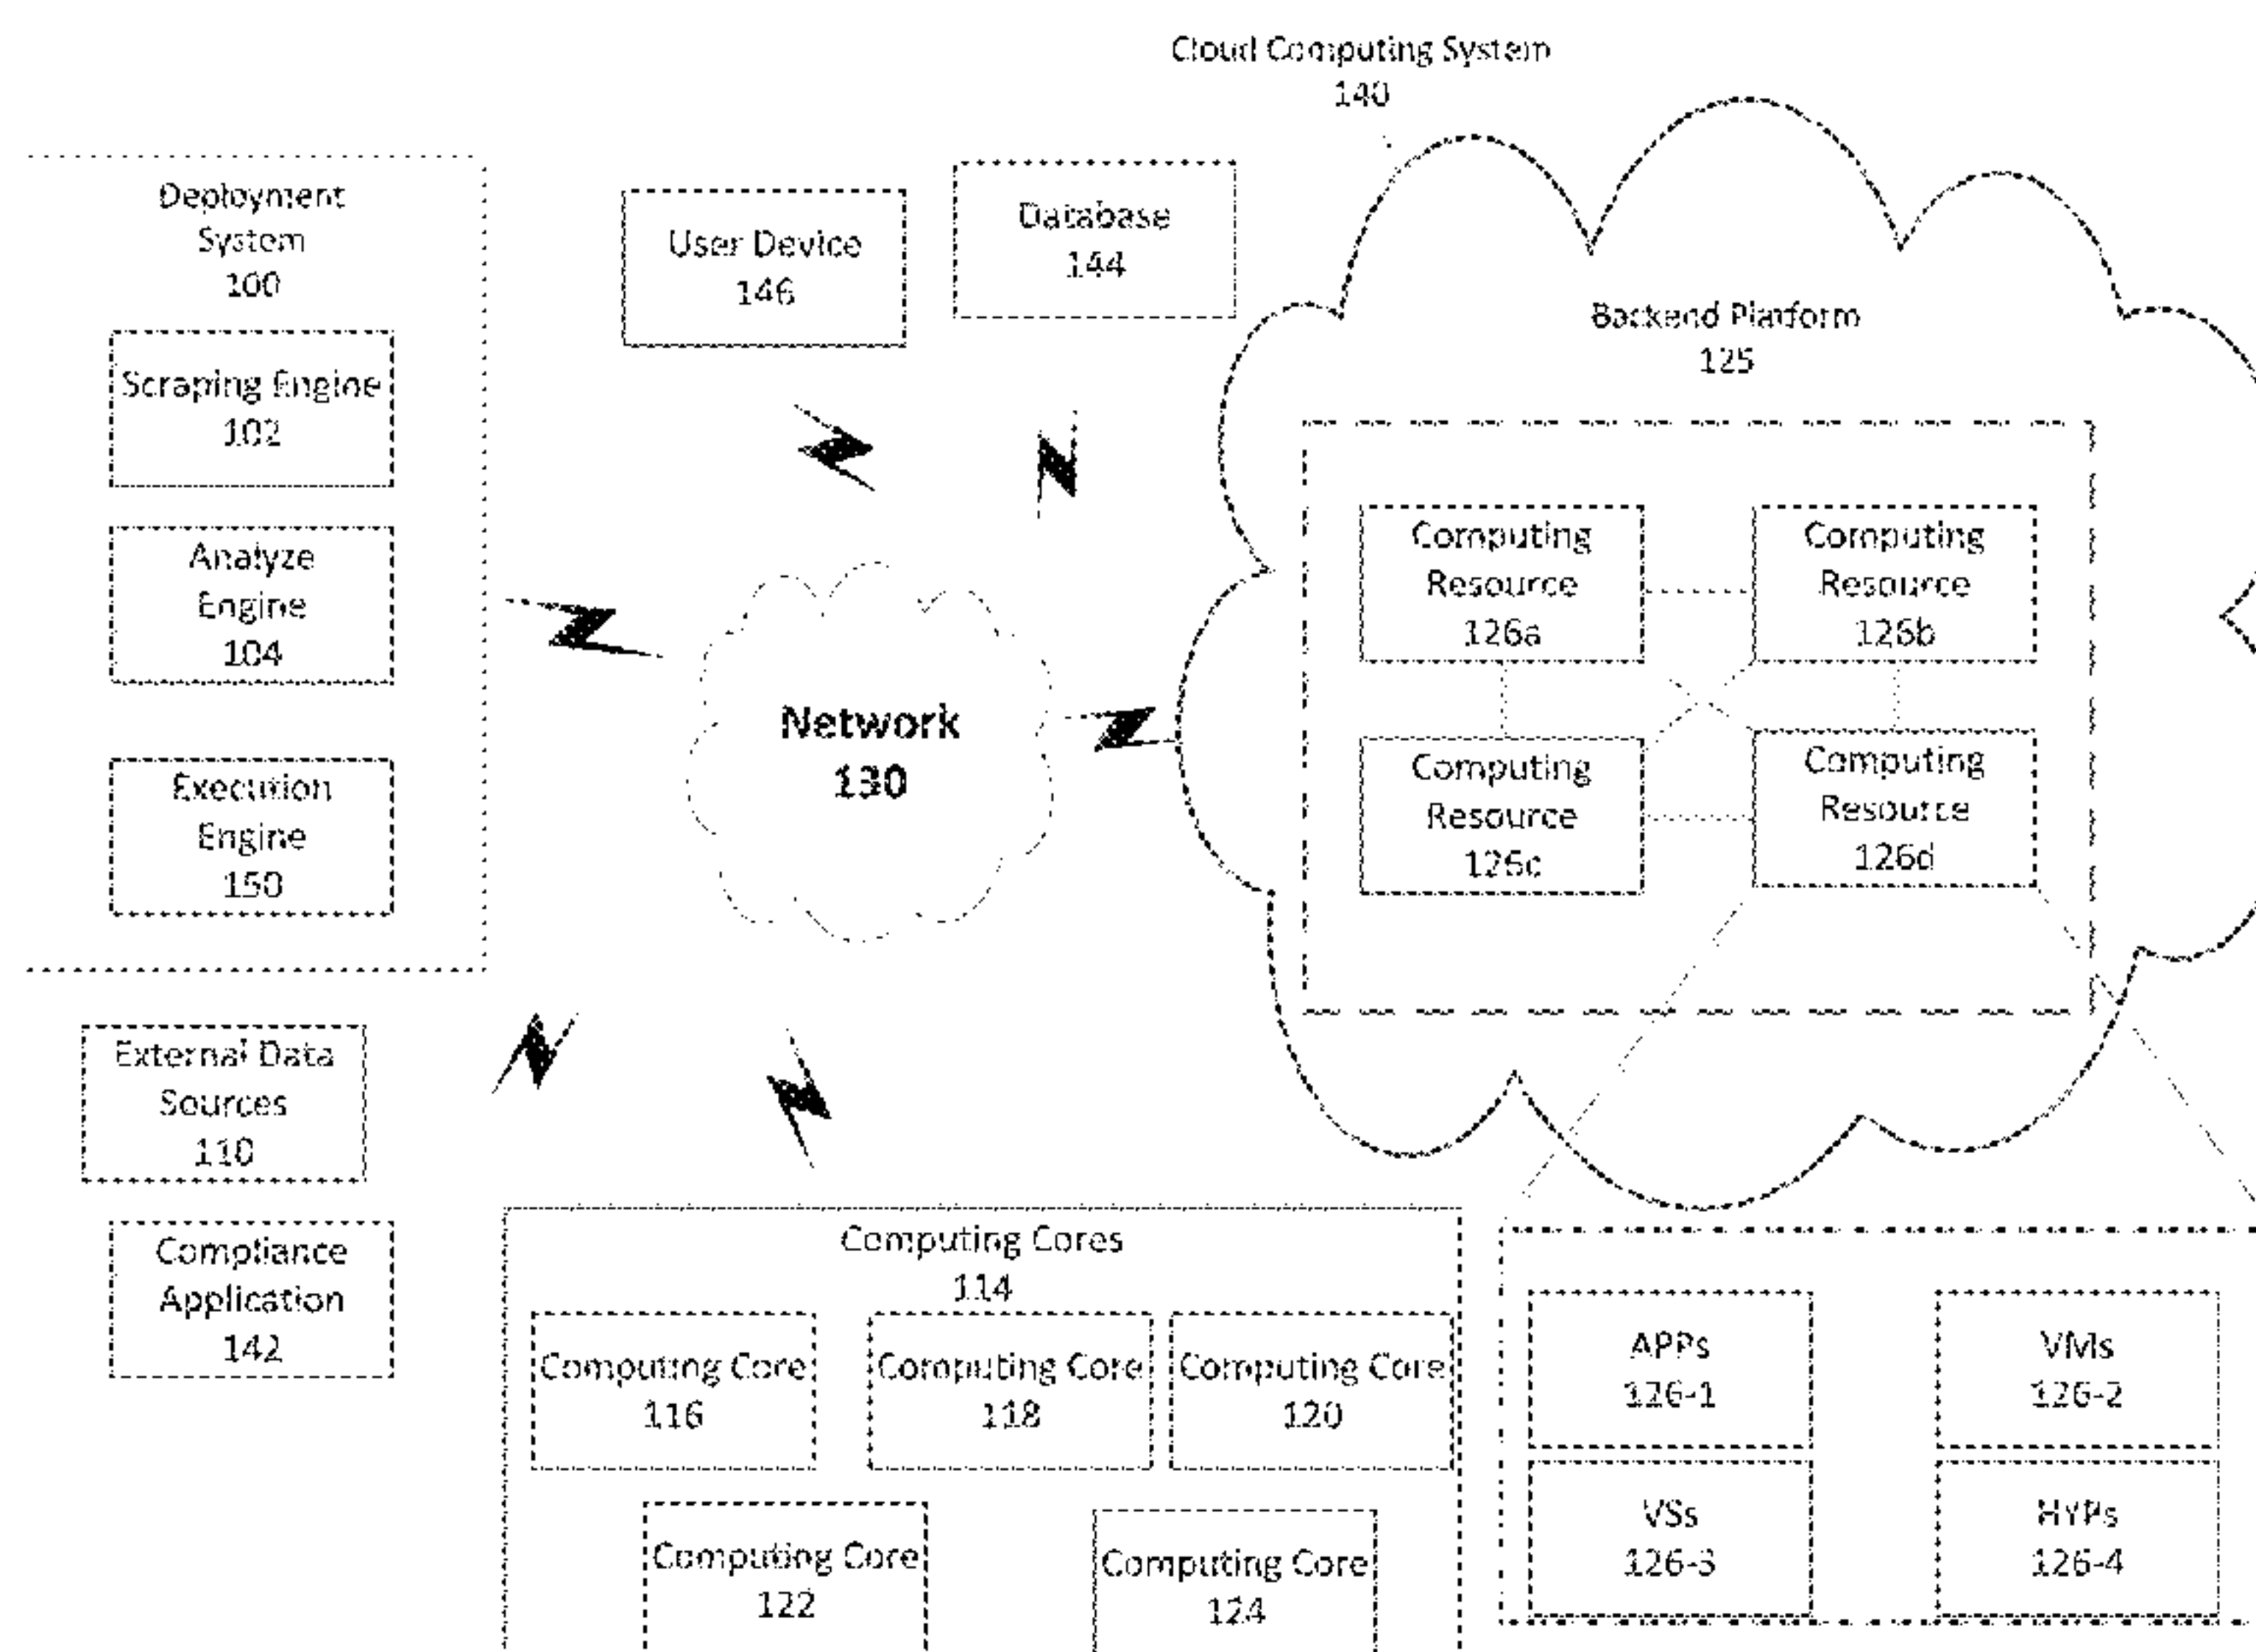 Cloud Computing System
140
Deployment
System
100
Scraping Engine
102
Analyze
Engine
104
Execution
Engine
150
User Device
146
Database
144
Backend Platform
125
Computing
Resource
126a
Computing
Resource
126b
Computing
Resource
126c
Computing
Resource
126d
Network
130
External Data
Sources
110
Compliance
Application
142
Computing Cores
114
Computing Core
116
Computing Core
118
Computing Core
120
Computing Core
122
Computing Core
124
APPs
126-1
VMs
126-2
VSs
126-3
HYPs
126-4